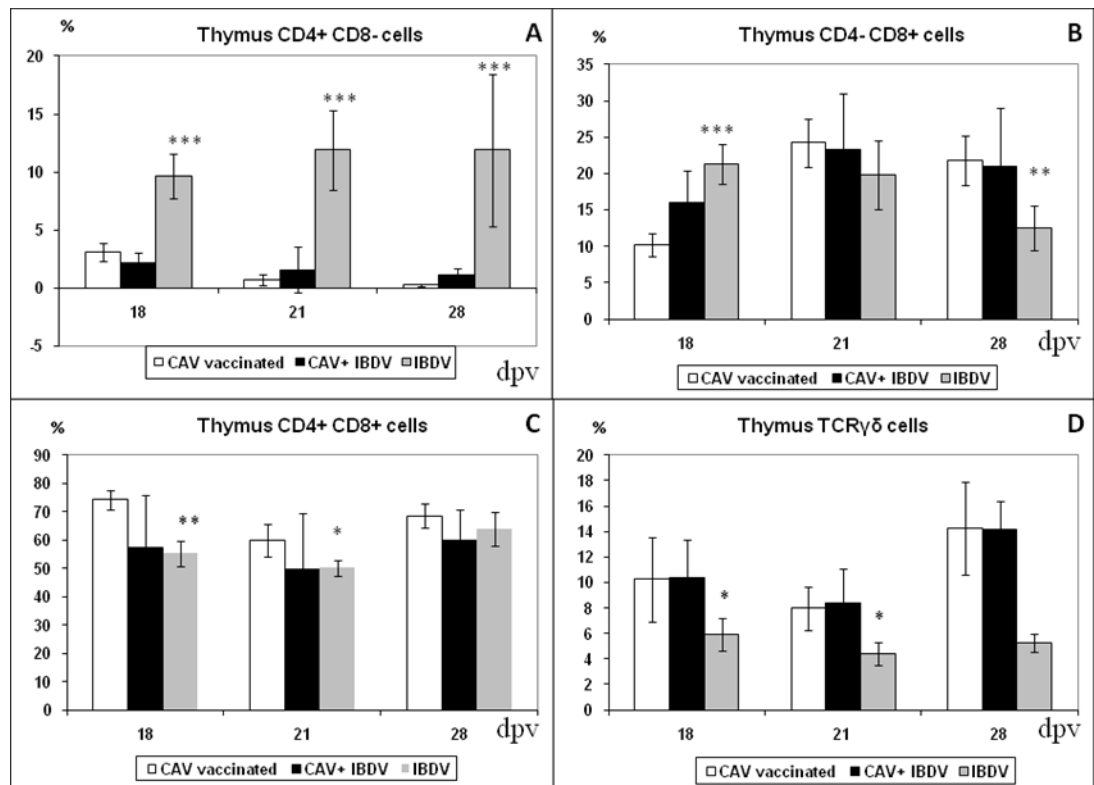 Thymus CD4+ CD8- cells
A
%
20
15
10
5
0
-5
***
***
***
18
21
28
CAV vaccinated
CAV+ IBDV
IBDV
dpv
Thymus CD4- CD8+ cells
B
%
35
30
25
20
15
10
5
0
***
**
18
21
28
dpv
CAV vaccinated
CAV+ IBDV
IBDV
Thymus CD4+ CD8+ cells
C
%
90
80
70
60
50
40
30
20
10
0
**
*
18
21
28
dpv
CAV vaccinated
CAV+ IBDV
IBDV
Thymus TCRγδ cells
D
%
20
18
16
14
12
10
8
6
4
2
0
*
*
18
21
28
dpv
CAV vaccinated
CAV+ IBDV
IBDV